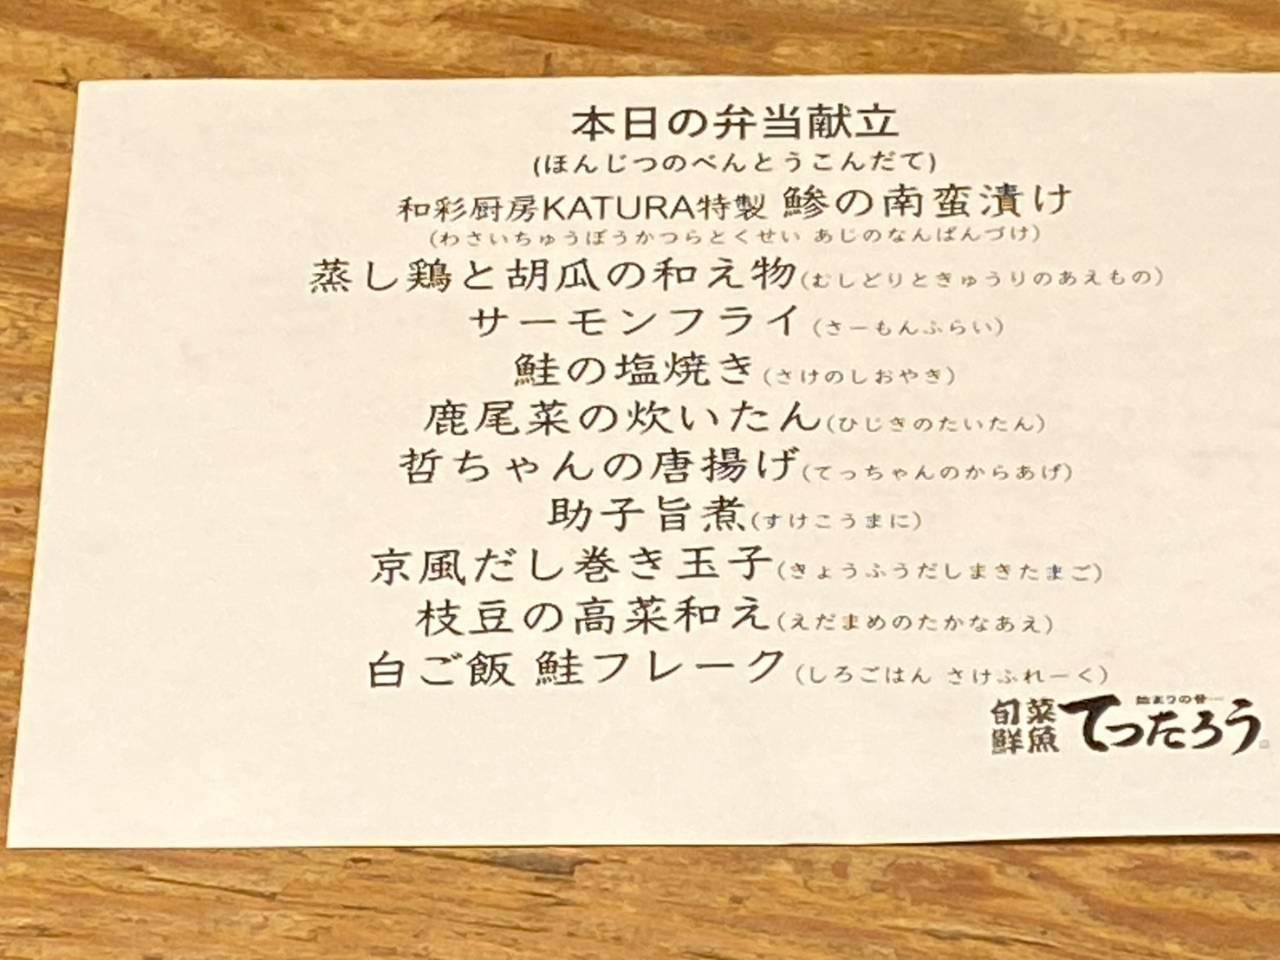 本日の弁当献立
(ほんじつのべんとうこんだて)
和彩厨房KATURA特製 鯵の南蛮漬け
(わさいちゅうぼうかつらとくせい あじのなんばんづけ)
蒸し鶏と胡瓜の和え物(むしどりときゅうりのあえもの)
サーモンフライ(さーもんふらい)
鮭の塩焼き(さけのしおやき)
鹿尾菜の炊いたん(ひじきのたいたん)
哲ちゃんの唐揚げ(てっちゃんのからあげ)
助子旨煮(すけこうまに)
京風だし巻き玉子(きょうふうだしまきたまご)
枝豆の高菜和え(えだまめのたかなあえ)
白ご飯 鮭フレーク(しろごはん さけふれーく)
旬菜
鮮魚 てったろう